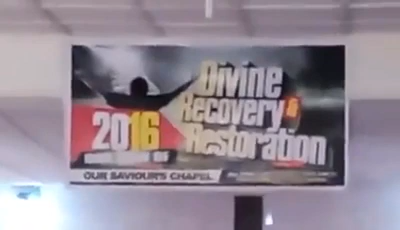 Divine
Recovery &
2016 Restoration
OUR SAVIOUR'S CHAPEL